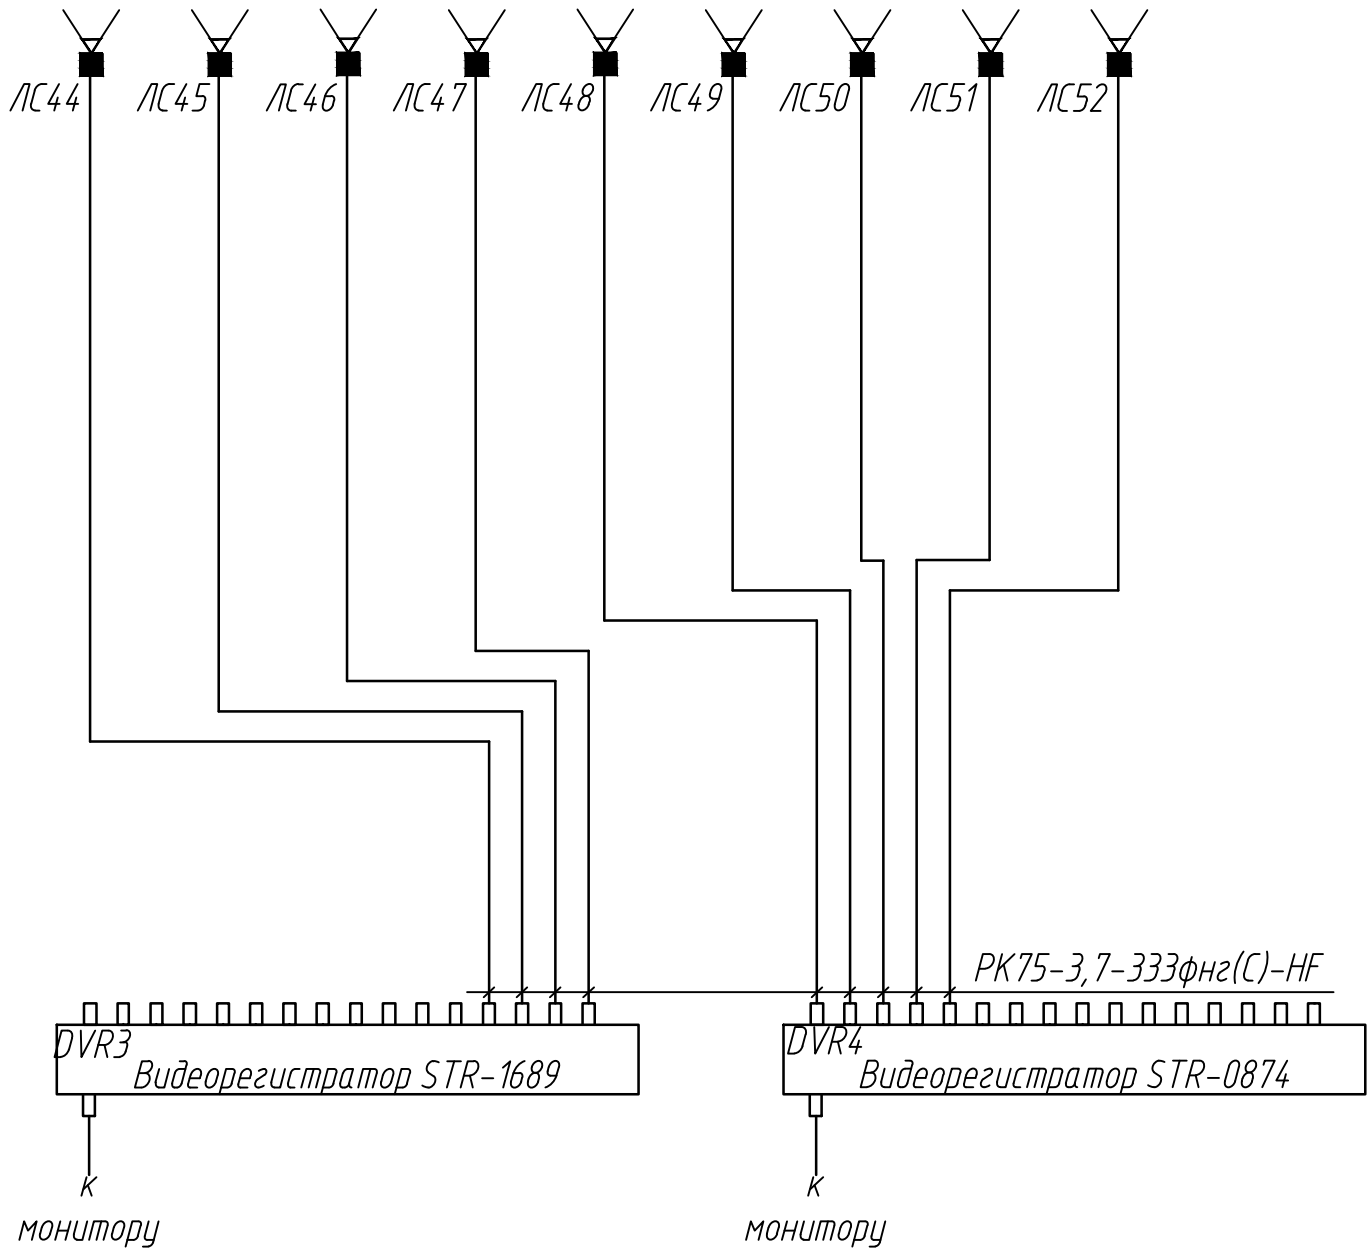 ЛС44 ЛС45 ЛС46 ЛС47 ЛС48 ЛС49 ЛС50 ЛС51 ЛС52
РК75-3,7-333фнг(С)-HF
DVR3
Видеорегистратор STR-1689
DVR4
Видеорегистратор STR-0874
к
монитору
к
монитору